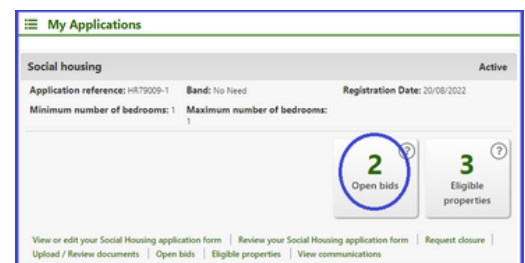 My Applications
Social housing Active
Application reference: HR79009-1 Band: No Need Registration Date: 20/08/2022
Minimum number of bedrooms: 1 Maximum number of bedrooms:
1
2 ? 3 ?
Open bids Eligible
properties
View or edit your Social Housing application form | Review your Social Housing application form | Request closure |
Upload / Review documents | Open bids | Eligible properties | View communications